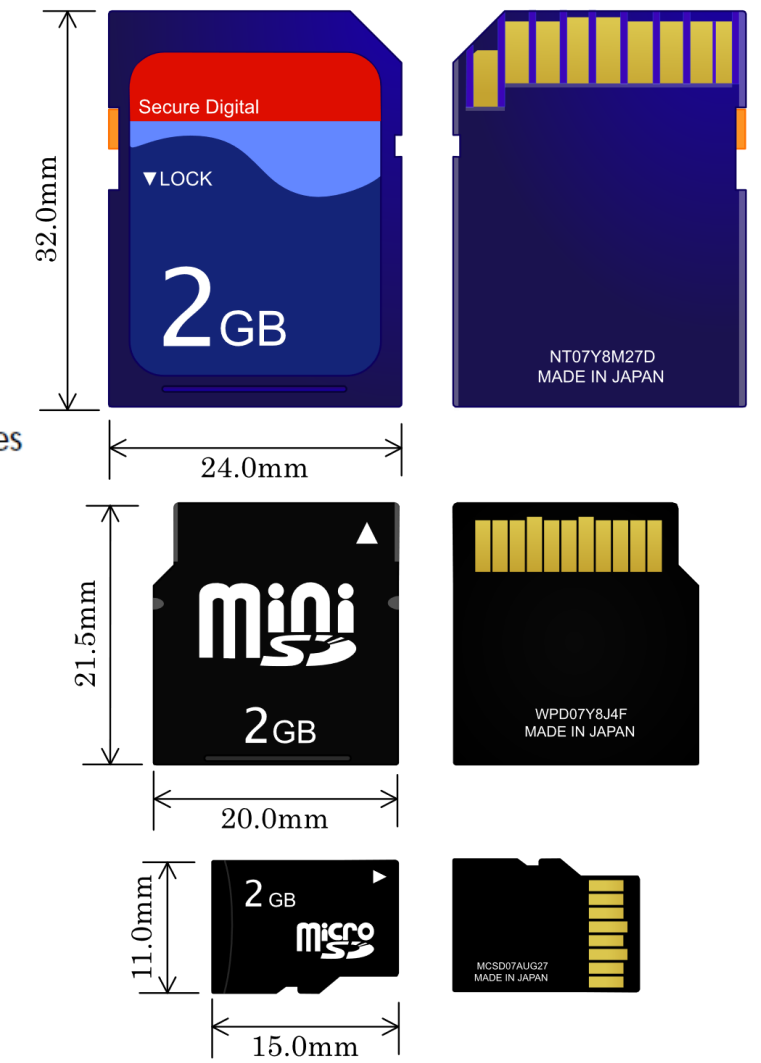 Secure Digital
▼LOCK
2GB
32.0mm
24.0mm
NT07Y8M27D
MADE IN JAPAN
es
mini
SD
2GB
21.5mm
20.0mm
WPD07Y8J4F
MADE IN JAPAN
2 GB
micro
SD
11.0mm
15.0mm
MCSD07AUG27
MADE IN JAPAN